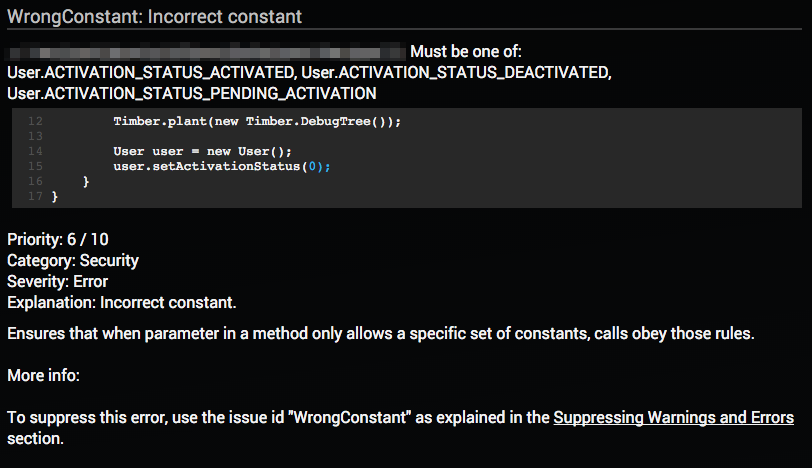 WrongConstant: Incorrect constant
Must be one of:
User.ACTIVATION_STATUS_ACTIVATED, User.ACTIVATION_STATUS_DEACTIVATED,
User.ACTIVATION_STATUS_PENDING_ACTIVATION
12 Timber.plant(new Timber.DebugTree());
13
14 User user = new User();
15 user.setActivationStatus(0);
16 }
17 }
Priority: 6 / 10
Category: Security
Severity: Error
Explanation: Incorrect constant.
Ensures that when parameter in a method only allows a specific set of constants, calls obey those rules.
More info:
To suppress this error, use the issue id "WrongConstant" as explained in the Suppressing Warnings and Errors
section.